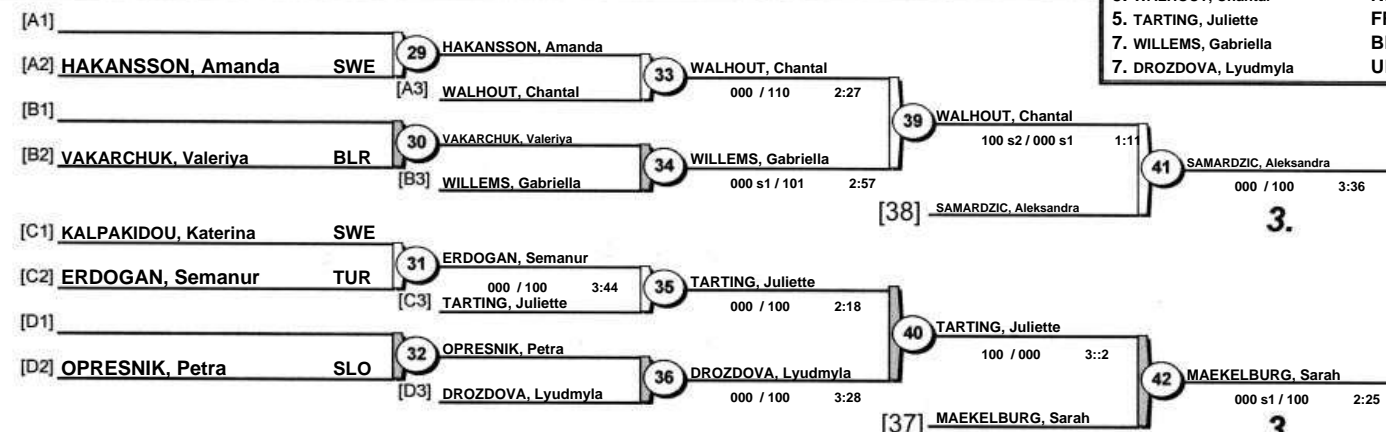 5. TARTING, Juliette
7. WILLEMS, Gabriella
7. DROZDOVA, Lyudmyla
[A1]
29 HAKANSSON, Amanda
[A2] HAKANSSON, Amanda SWE
33 WALHOUT, Chantal
[A3] WALHOUT, Chantal
000 / 110 2:27
[B1]
39 WALHOUT, Chantal
30 VAKARCHUK, Valeriya
100 s2 / 000 s1 1:11
[B2] VAKARCHUK, Valeriya BLR
34 WILLEMS, Gabriella
41 SAMARDZIC, Aleksandra
[B3] WILLEMS, Gabriella
000 s1 / 101 2:57
000 / 100 3:36
[38] SAMARDZIC, Aleksandra
3.
[C1] KALPAKIDOU, Katerina SWE
31 ERDOGAN, Semanur
[C2] ERDOGAN, Semanur TUR
000 / 100 3:44
35 TARTING, Juliette
[C3] TARTING, Juliette
000 / 100 2:18
[D1]
40 TARTING, Juliette
32 OPRESNIK, Petra
100 / 000 3::2
[D2] OPRESNIK, Petra SLO
36 DROZDOVA, Lyudmyla
42 MAEKELBURG, Sarah
[D3] DROZDOVA, Lyudmyla
000 / 100 3:28
000 s1 / 100 2:25
[37] MAEKELBURG, Sarah
3.